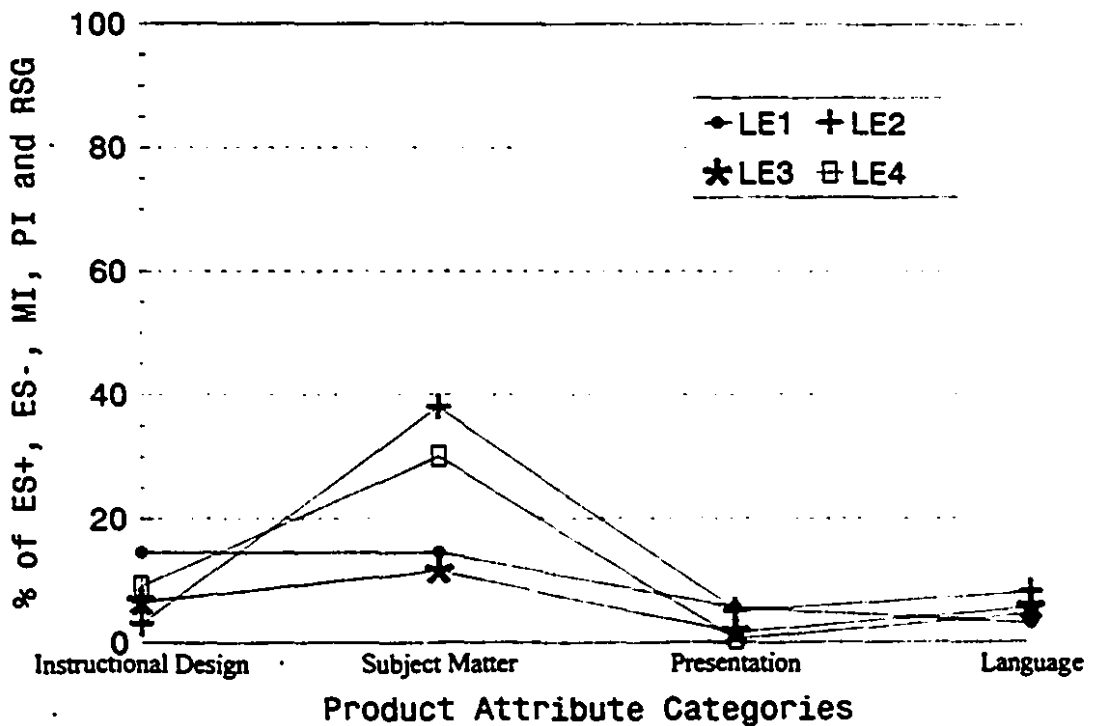 % of ES+, ES-, MI, PI and RSG
100
80
60
40
20
0
LE1 LE2
LE3 LE4
Instructional Design Subject Matter Presentation Language
Product Attribute Categories